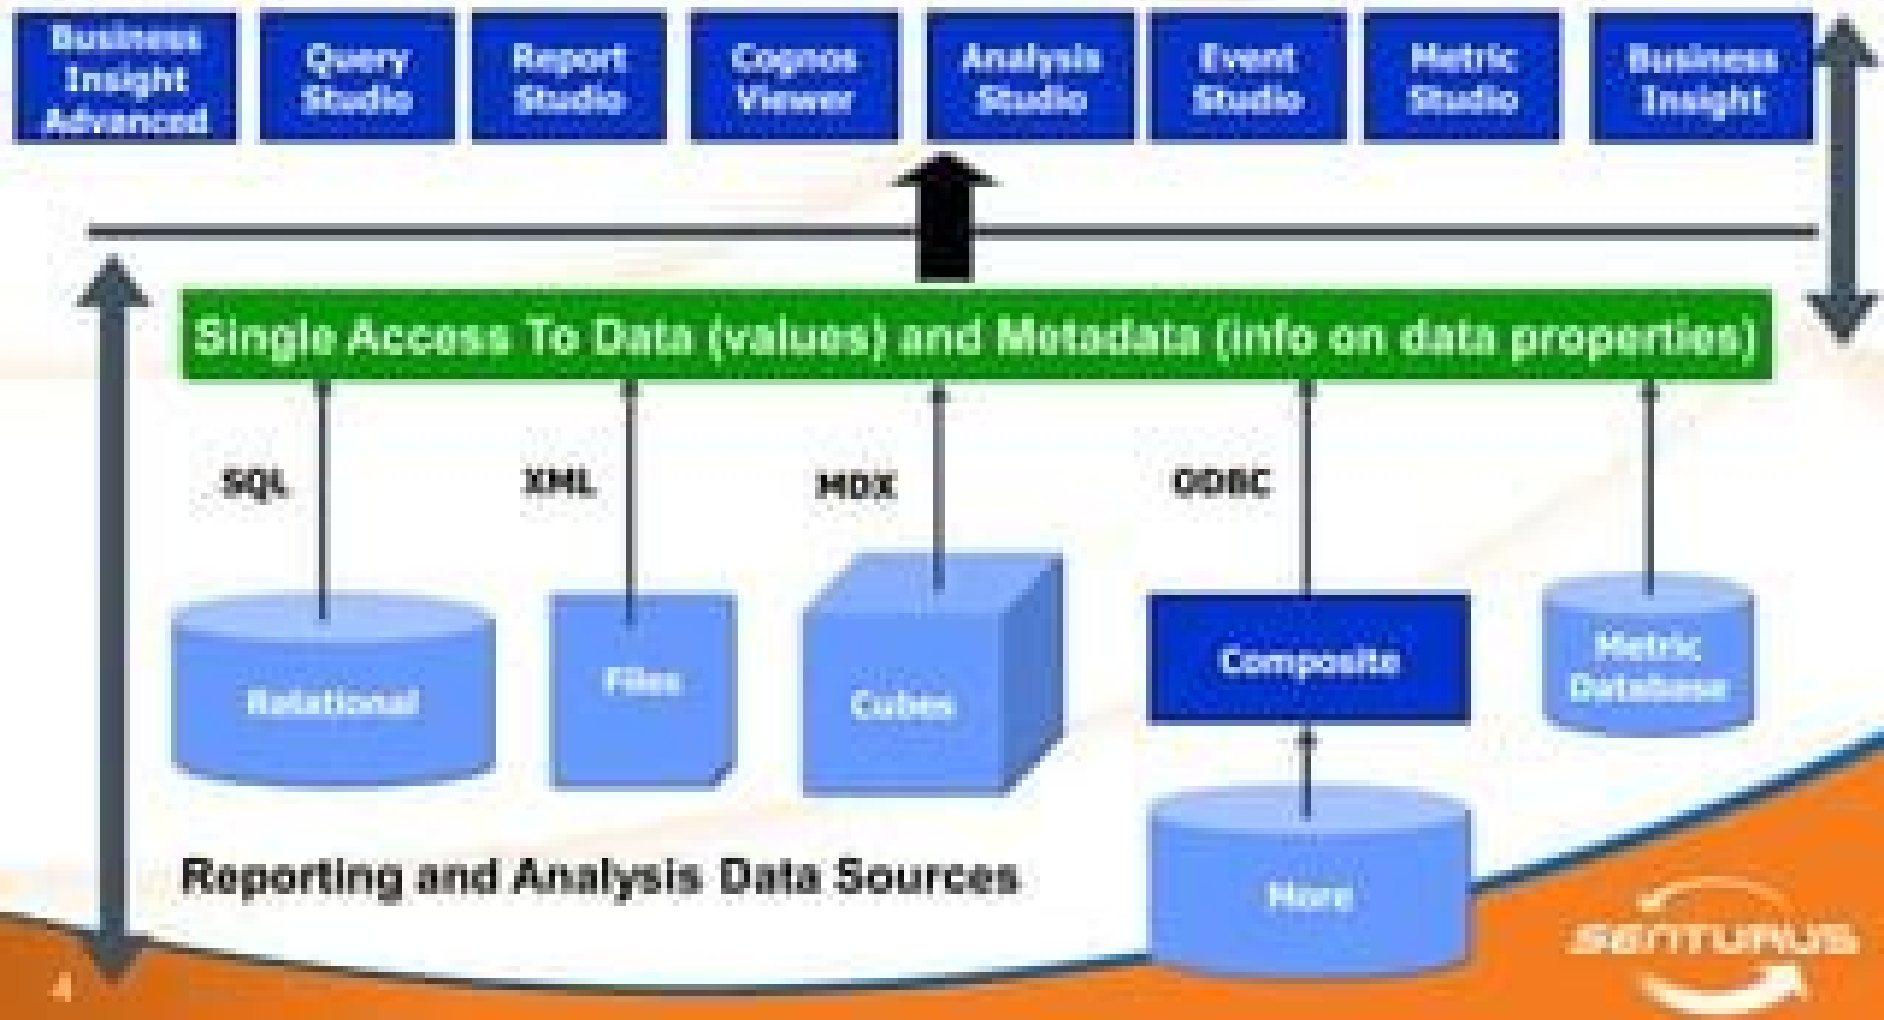 Business
Insight
Advanced
Query
Studio
Report
Studio
Cognos
Viewer
Analysis
Studio
Event
Studio
Metric
Studio
Business
Insight
Single Access To Data (values) and Metadata (info on data properties)
SQL
XML
MDX
ODBC
Relational
Files
Cubes
Composite
Metric
Database
More
Reporting and Analysis Data Sources
SENTURUS
4